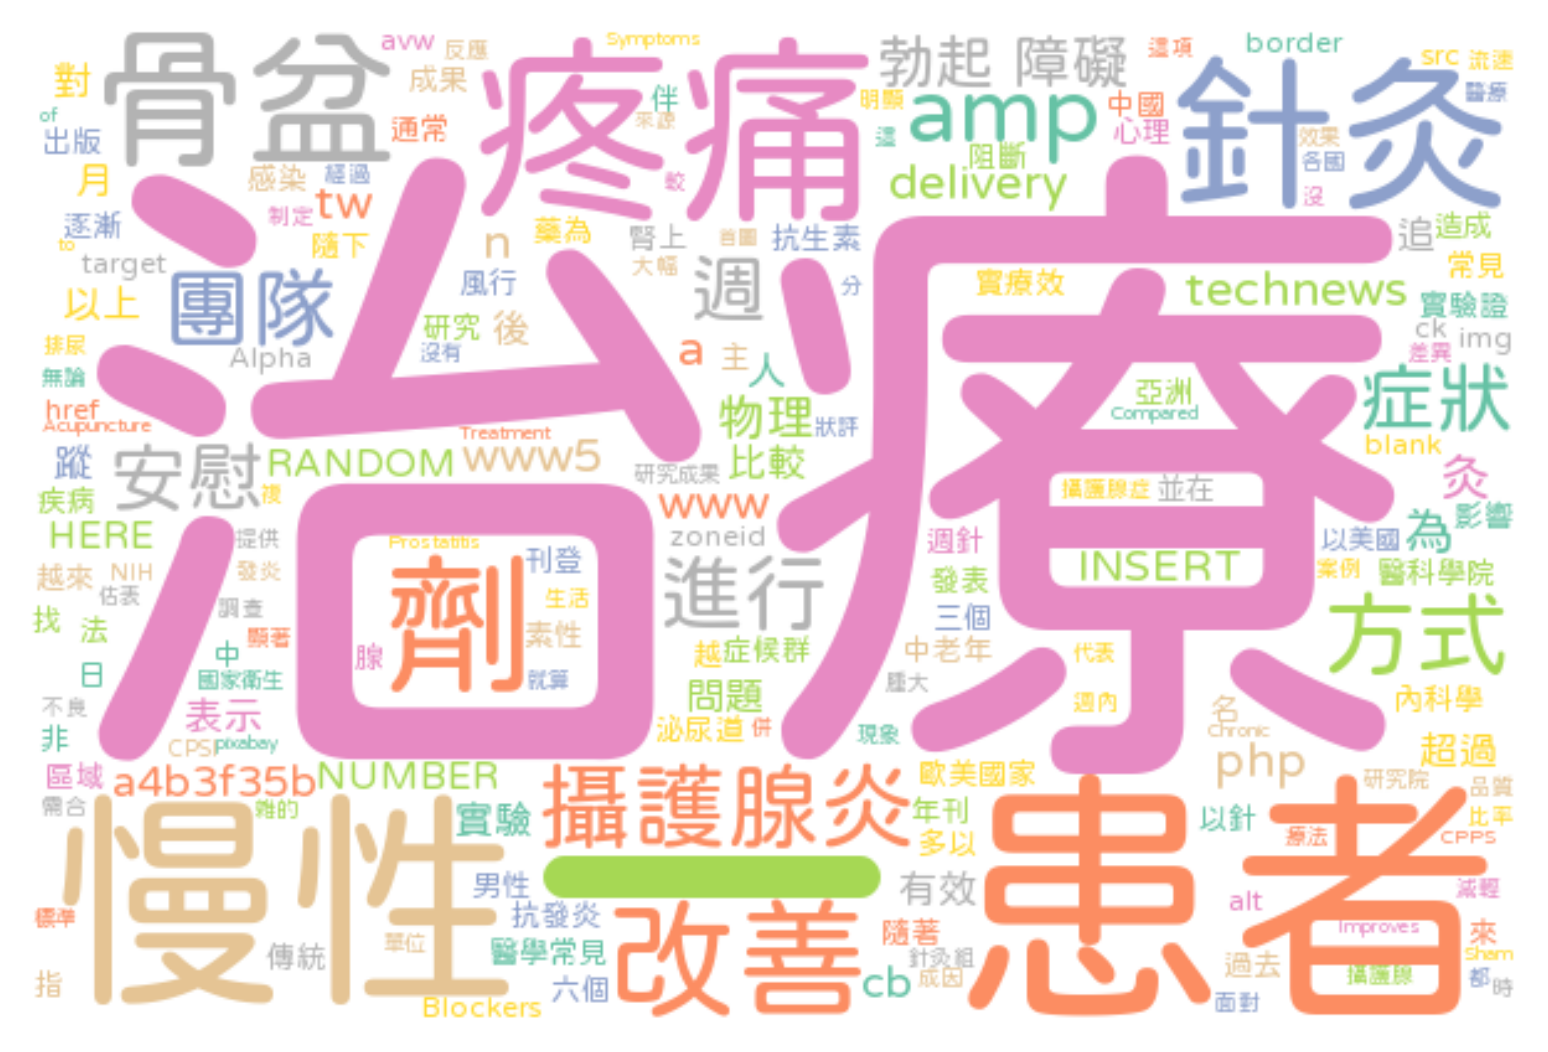 骨盆
疼痛
針灸
治療
勃起 障礙
amp
delivery
avw
反應
成果
Symptoms
這項
border
src
流速
醫療
對
of
出版
通常
伴
來源
明顯
這
中國
心理
阻斷
效果
各國
沒
月
感染
經過
tw
制定
較
逐漸
to
target
隨下
n
藥為
腎上
大幅
首圖
抗生素
追
造成
常見
以上
團隊
風行
週
分
實療效
technews
實驗證
ck
img
差異
排尿
無論
Alpha
研究
後
沒有
a
主
人
亞洲
Compared
症狀
href
Acupuncture
物理
狀評
blank
蹤
安慰
RANDOM
Treatment
www5
研究成果
比較
攝護腺症
並在
灸
疾病
複
www
zoneid
影響
HERE
提供
Prostatitis
刊登
週針
以美國
為
越來
NIH
發炎
估表
劑
生活
進行
發表
INSERT
案例
醫科學院
找
法
調查
顯著
素性
三個
方式
中
腺
越
症候群
中老年
代表
日
國家衛生
就算
問題
腫大
週內
內科學
不良
表示
名
非
CPSI
pixabay
泌尿道
併
現象
Chronic
超過
區域
a4b3f35b
NUMBER
攝護腺炎
歐美國家
php
研究院
品質
需合
雜的
實驗
年刊
以針
比率
慢性
一
患者
多以
療法
CPPS
男性
有效
alt
減輕
標準
抗發炎
改善
隨著
Improves
來
傳統
單位
醫學常見
針灸組
過去
Sham
指
六個
cb
成因
攝護腺
都
時
Blockers
面對